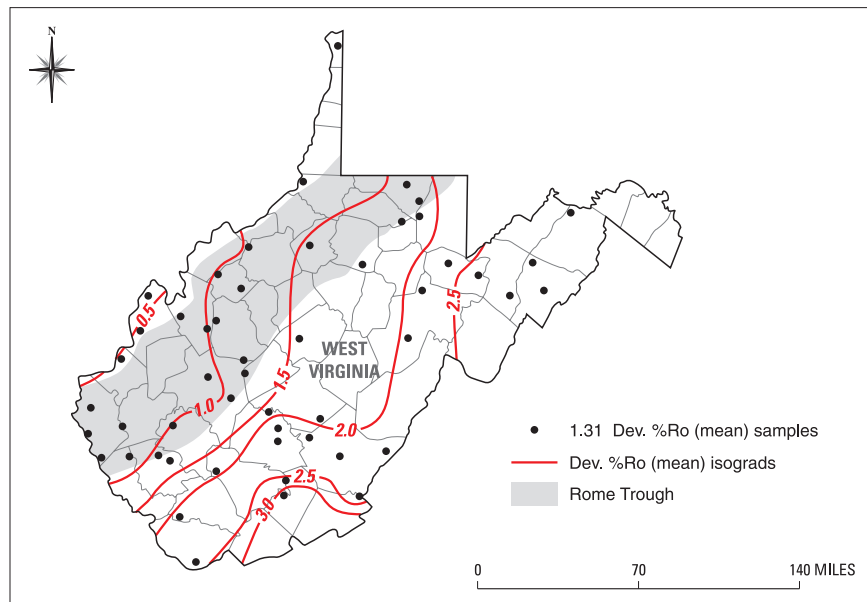 N
0.5
1.0
1.5
2.0
2.5
2.5
3.0
WEST
VIRGINIA
1.31 Dev. %Ro (mean) samples
Dev. %Ro (mean) isograds
Rome Trough
0 70 140 MILES